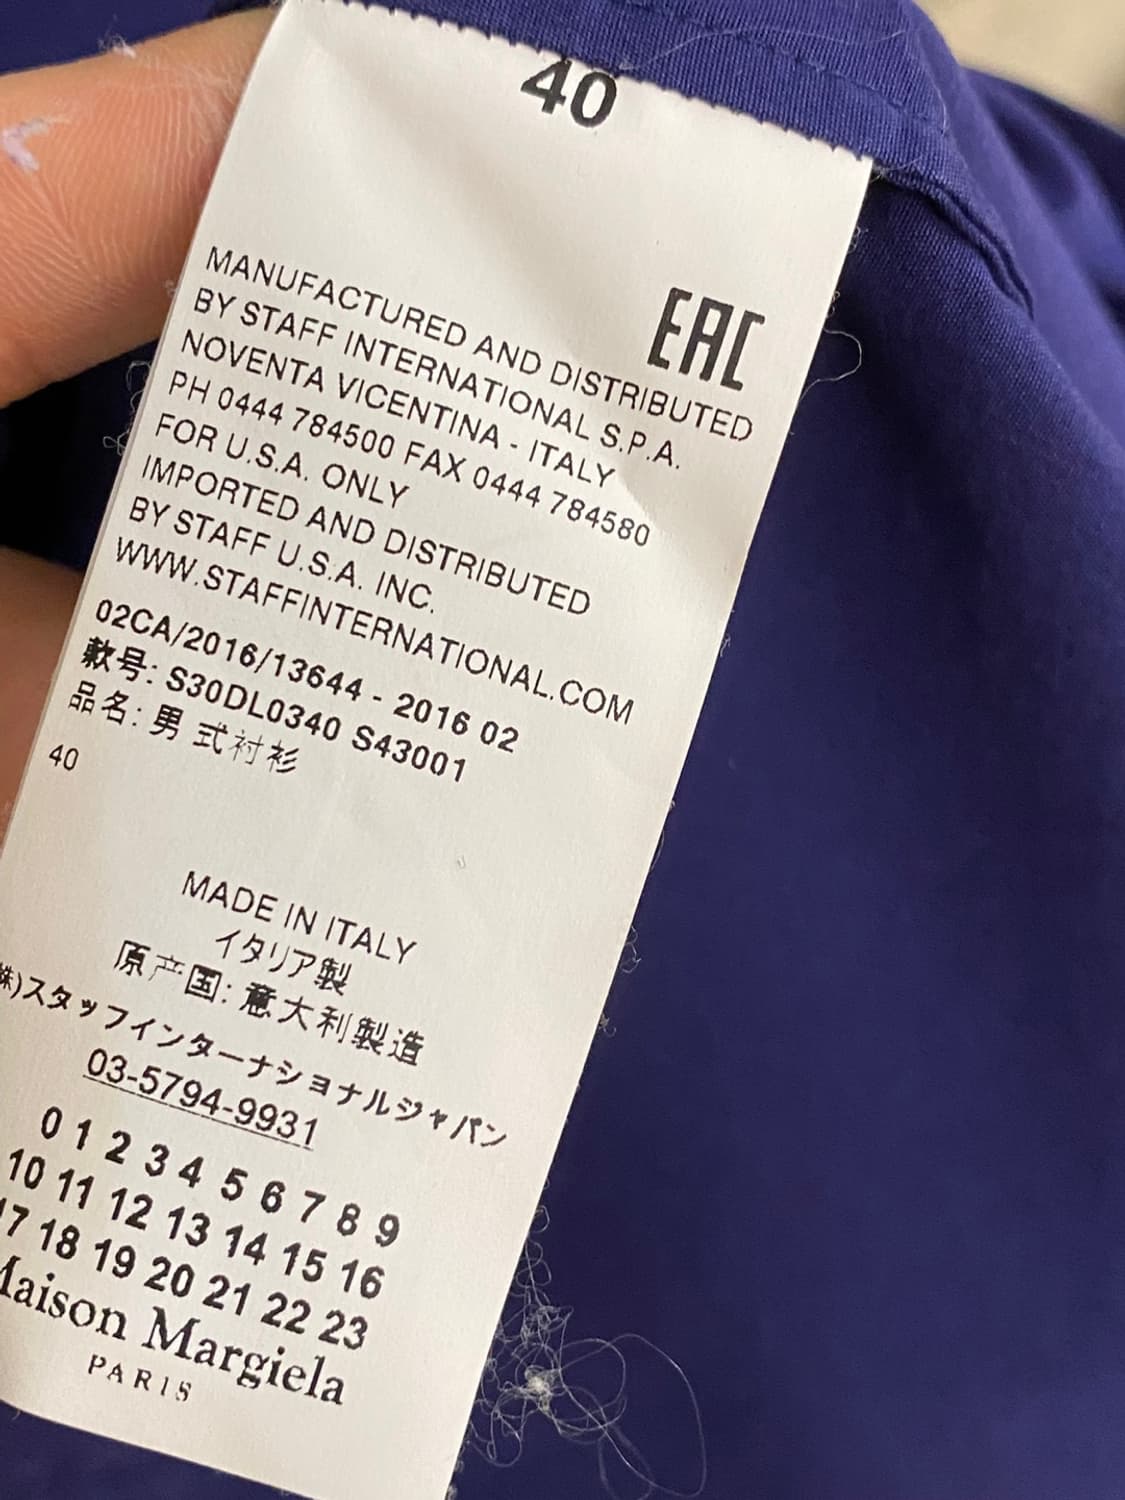 40
EAC
MANUFACTURED AND DISTRIBUTED
BY STAFF INTERNATIONAL S.P.A.
NOVENTA VICENTINA - ITALY
PH 0444 784500 FAX 0444 784580
FOR U.S.A. ONLY
IMPORTED AND DISTRIBUTED
BY STAFF U.S.A. INC.
WWW.STAFFINTERNATIONAL.COM
02CA/2016/13644 - 2016 02
款号: S30DL0340 S43001
品名: 男 式衬衫
40
MADE IN ITALY
イタリア製
原产国: 意大利製造
株)スタッフインターナショナルジャパン
03-5794-9931
0 1 2 3 4 5 6 7 8 9
10 11 12 13 14 15 16
17 18 19 20 21 22 23
Maison Margiela
PARIS